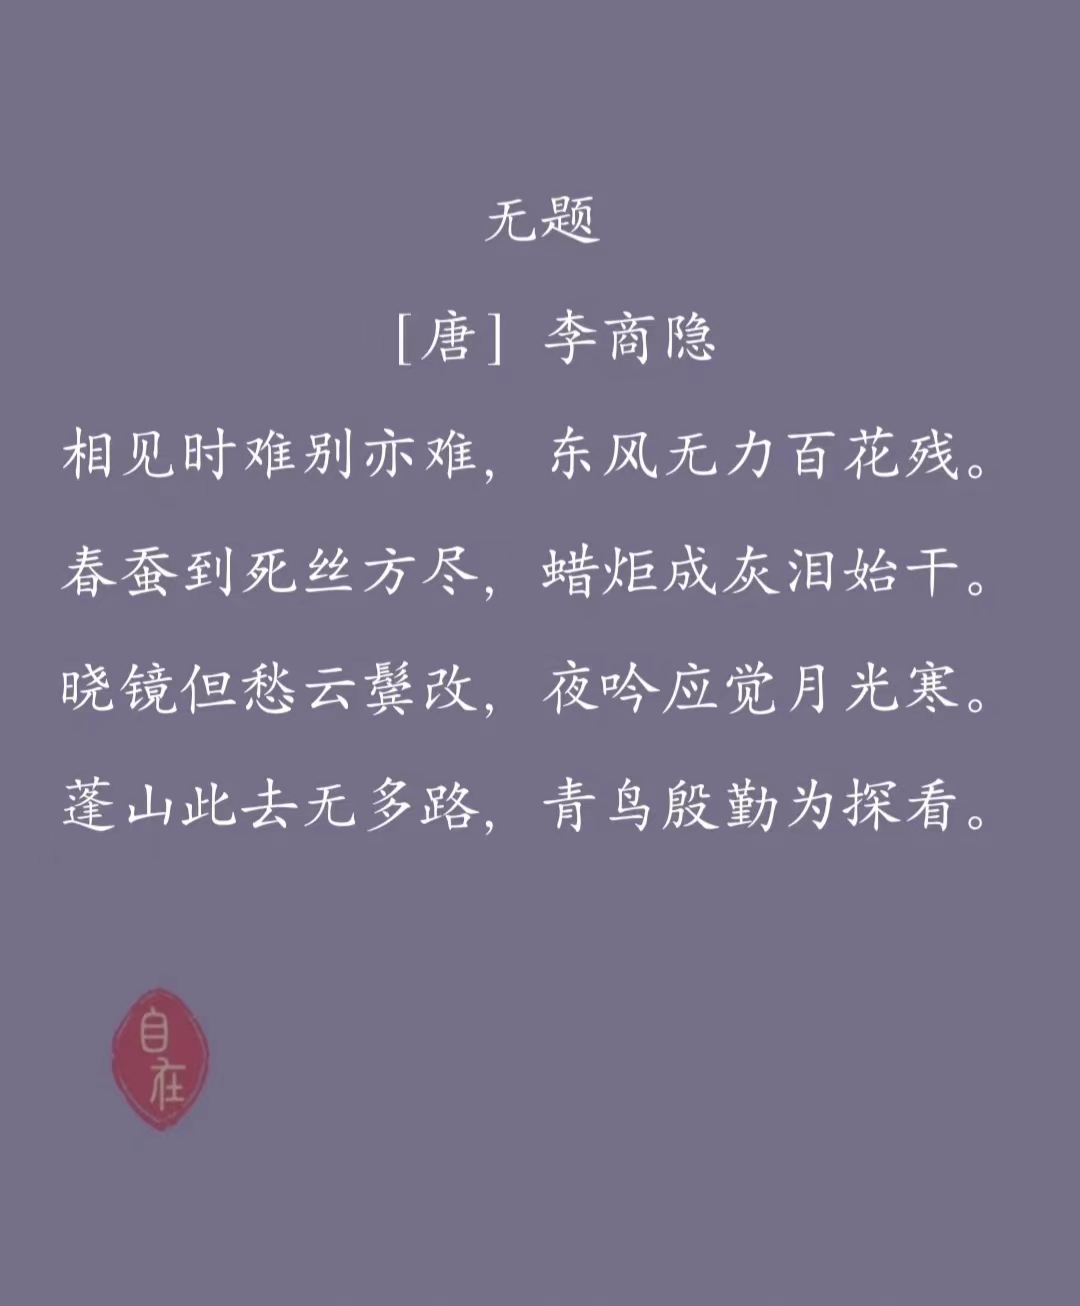 无题
[唐] 李商隐
相见时难别亦难，东风无力百花残。
春蚕到死丝方尽，蜡炬成灰泪始干。
晓镜但愁云鬓改，夜吟应觉月光寒。
蓬山此去无多路，青鸟殷勤为探看。
自在